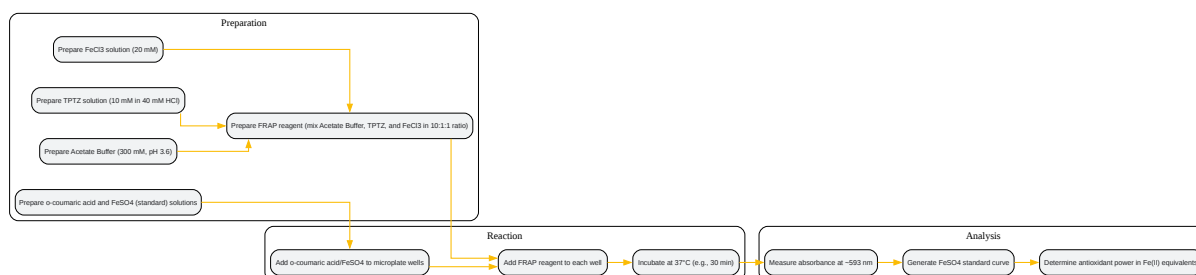 Preparation
Prepare FeCl3 solution (20 mM)
Prepare TPTZ solution (10 mM in 40 mM HCl)
Prepare FRAP reagent (mix Acetate Buffer, TPTZ, and FeCl3 in 10:1:1 ratio)
Prepare Acetate Buffer (300 mM, pH 3.6)
Prepare o-coumaric acid and FeSO4 (standard) solutions
Reaction
Add o-coumaric acid/FeSO4 to microplate wells
Add FRAP reagent to each well
Incubate at 37°C (e.g., 30 min)
Analysis
Measure absorbance at ~593 nm
Generate FeSO4 standard curve
Determine antioxidant power in Fe(II) equivalents